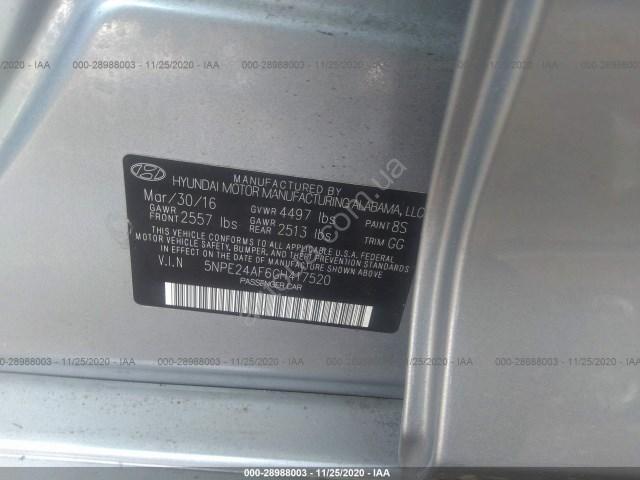 000-28988003 - 11/25/2020 - IAA
MANUFACTURED BY
HYUNDAI MOTOR MANUFACTURING ALABAMA, LLC
Mar/30/16
GVWR 4497 lbs
PAINT 8S
GAWR FRONT 2557 lbs
GAWR REAR 2513 lbs
TRIM GG
THIS VEHICLE CONFORMS TO ALL APPLICABLE U.S.A FEDERAL
MOTOR VEHICLE SAFETY, BUMPER, AND THEFT PREVENTION STANDARDS
IN EFFECT ON THE DATE OF MANUFACTURE SHOWN ABOVE.
V.I.N 5NPE24AF6GH417520
PASSENGER CAR
000-28988003 - 11/25/2020 - IAA
000-28988003 - 11/25/2020 - IAA